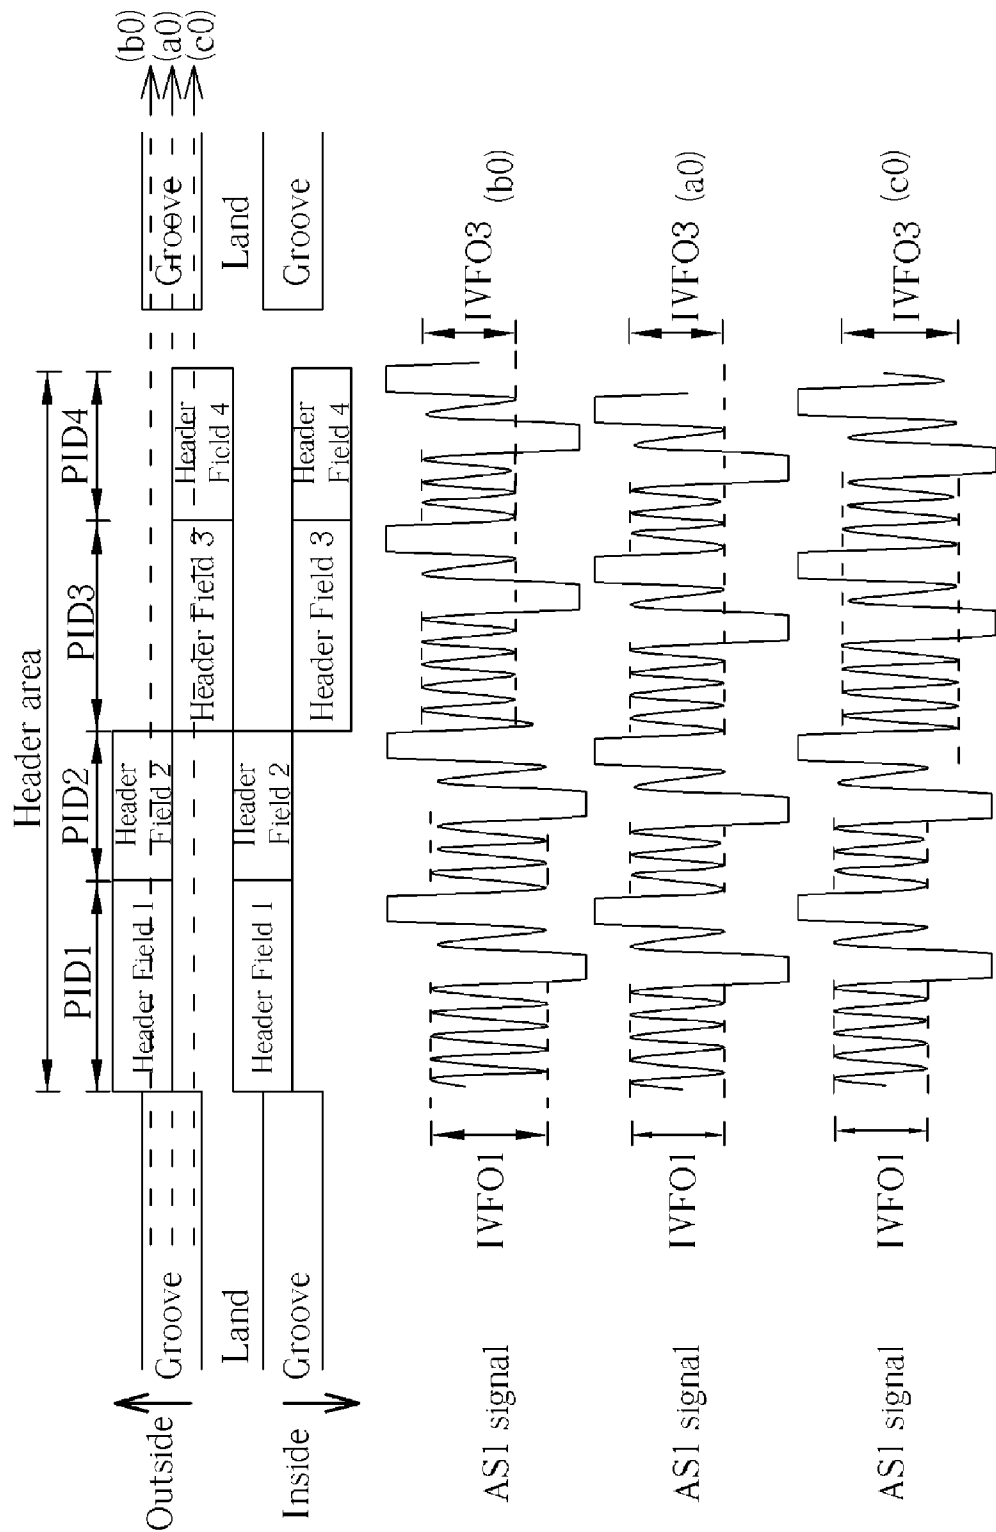 Header area
PID1
PID2
PID3
PID4
(b0)
(a0)
(c0)
Outside
Groove
Header Field 1
Header
Field 2
Header Field 3
Header
Field 4
Groove
Land
Land
Inside
Groove
Header Field 1
Header
Field 2
Header Field 3
Header
Field 4
Groove
AS1 signal
IVFO1
IVFO3
(b0)
AS1 signal
IVFO1
IVFO3
(a0)
AS1 signal
IVFO1
IVFO3
(c0)